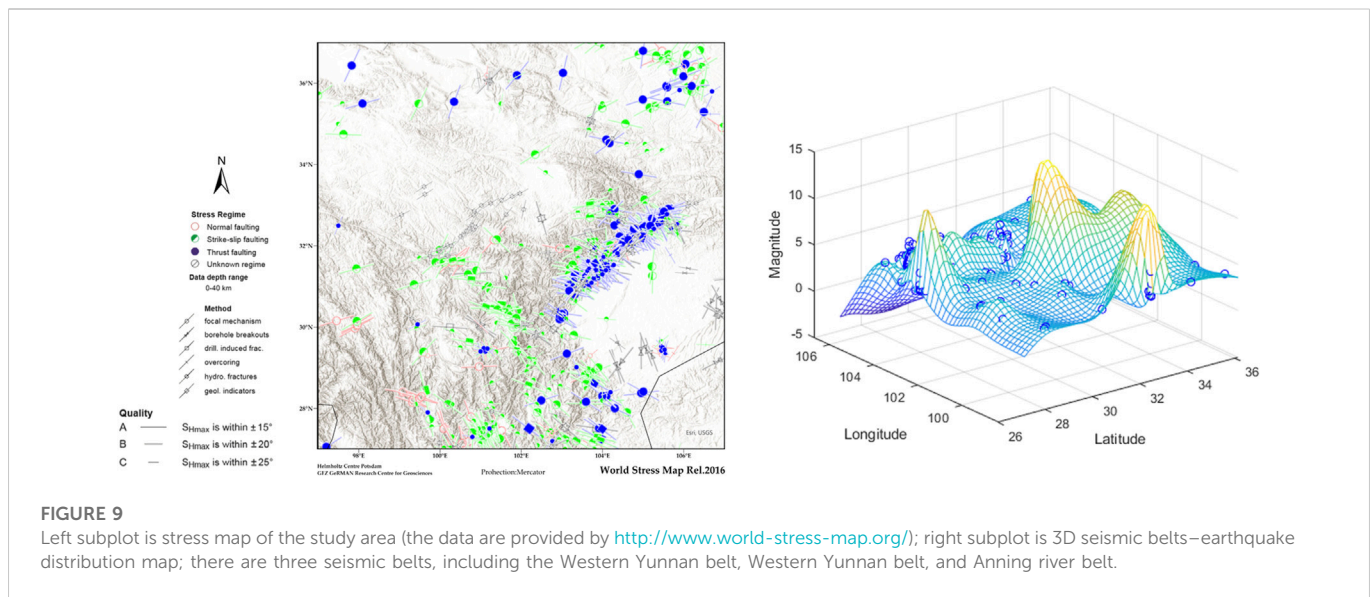 N
Stress Regime
Normal faulting
Strike-slip faulting
Thrust faulting
Unknown regime
Data depth range
0-40 km
Method
focal mechanism
borehole breakouts
drill. induced frac.
overcoring
hydro. fractures
geol. indicators
Quality
A SHmax is within ±15°
B SHmax is within ±20°
C SHmax is within ±25°
36°N
34°N
32°N
30°N
28°N
98°E
100°E
102°E
104°E
106°E
Esri, USGS
Helmholtz Centre Potsdam
GEZ GeRMAN Research Centre for Geosciences
Prohection:Mercator
World Stress Map Rel.2016
Magnitude
15
10
5
0
-5
106
104
102
100
Longitude
26
28
30
32
34
36
Latitude
FIGURE 9
Left subplot is stress map of the study area (the data are provided by http://www.world-stress-map.org/); right subplot is 3D seismic belts–earthquake
distribution map; there are three seismic belts, including the Western Yunnan belt, Western Yunnan belt, and Anning river belt.